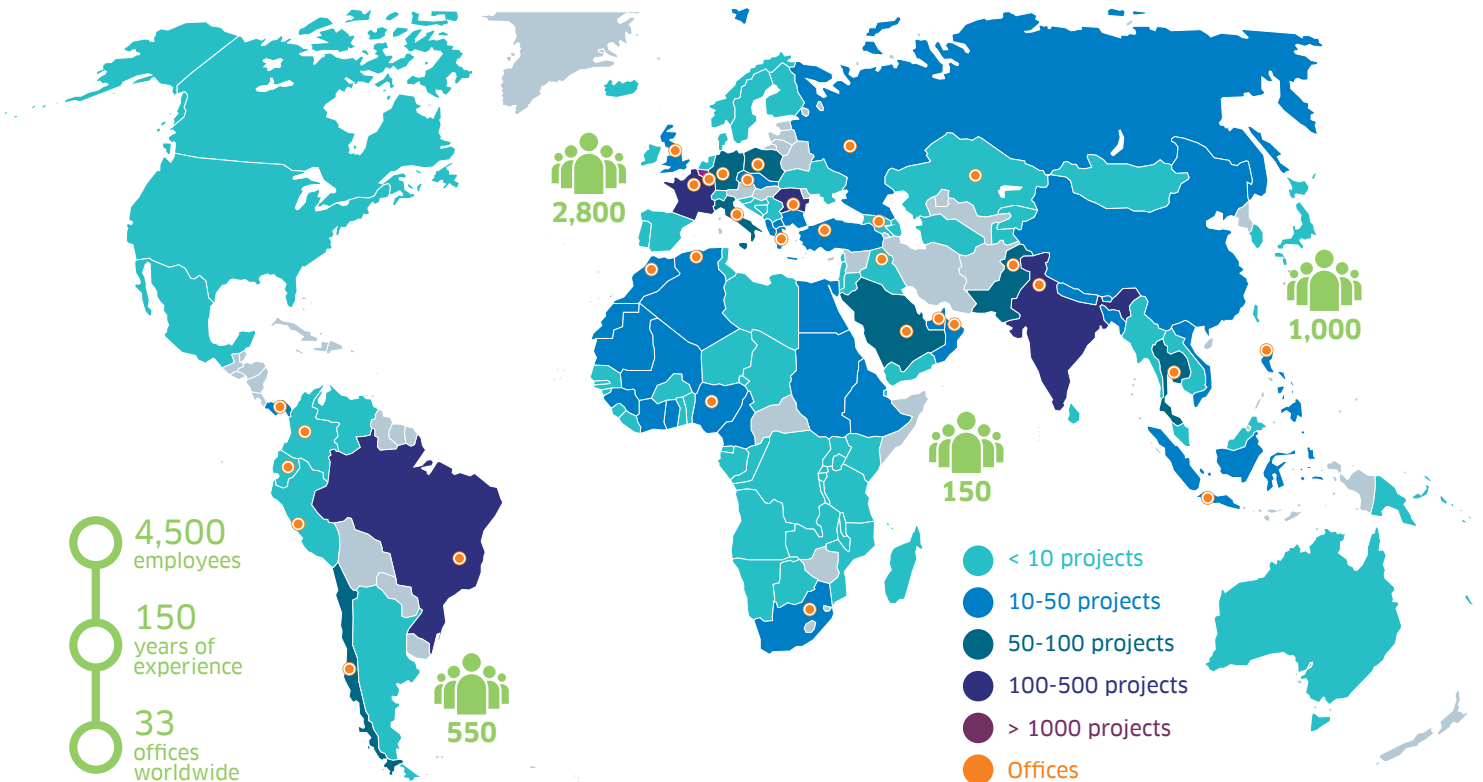 2,800
1,000
150
550
4,500
employees
150
years of
experience
33
offices
worldwide
< 10 projects
10-50 projects
50-100 projects
100-500 projects
> 1000 projects
Offices